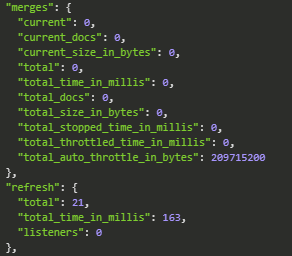 "merges": {
"current": 0,
"current_docs": 0,
"current_size_in_bytes": 0,
"total": 0,
"total_time_in_millis": 0,
"total_docs": 0,
"total_size_in_bytes": 0,
"total_stopped_time_in_millis": 0,
"total_throttled_time_in_millis": 0,
"total_auto_throttle_in_bytes": 209715200
},
"refresh": {
"total": 21,
"total_time_in_millis": 163,
"listeners": 0
},